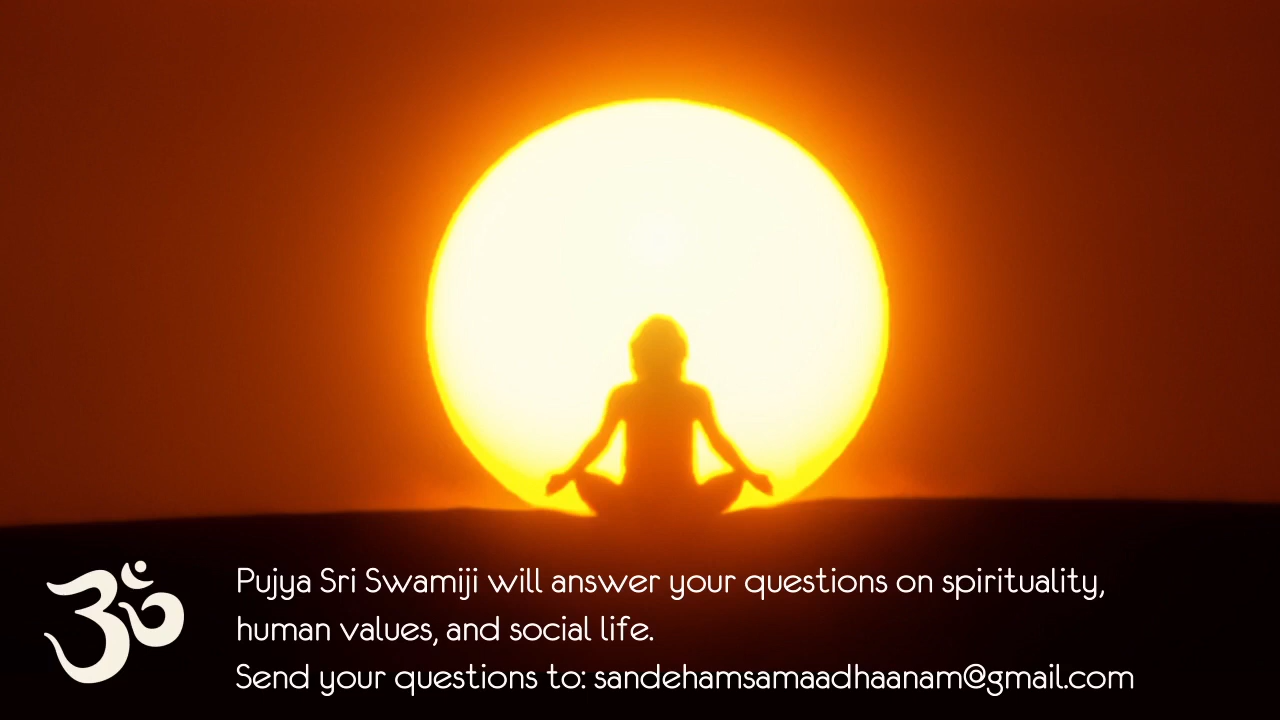 ॐ
Pujya Sri Swamiji will answer your questions on spirituality,
human values, and social life.
Send your questions to: sandehamsamaadhaanam@gmail.com